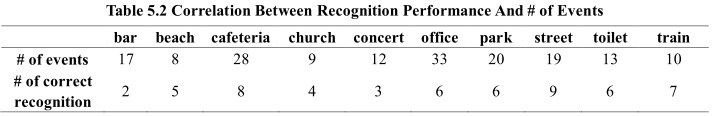 Table 5.2 Correlation Between Recognition Performance And # of Events
bar beach cafeteria church concert office park street toilet train
# of events 17 8 28 9 12 33 20 19 13 10
# of correct
recognition 2 5 8 4 3 6 6 9 6 7